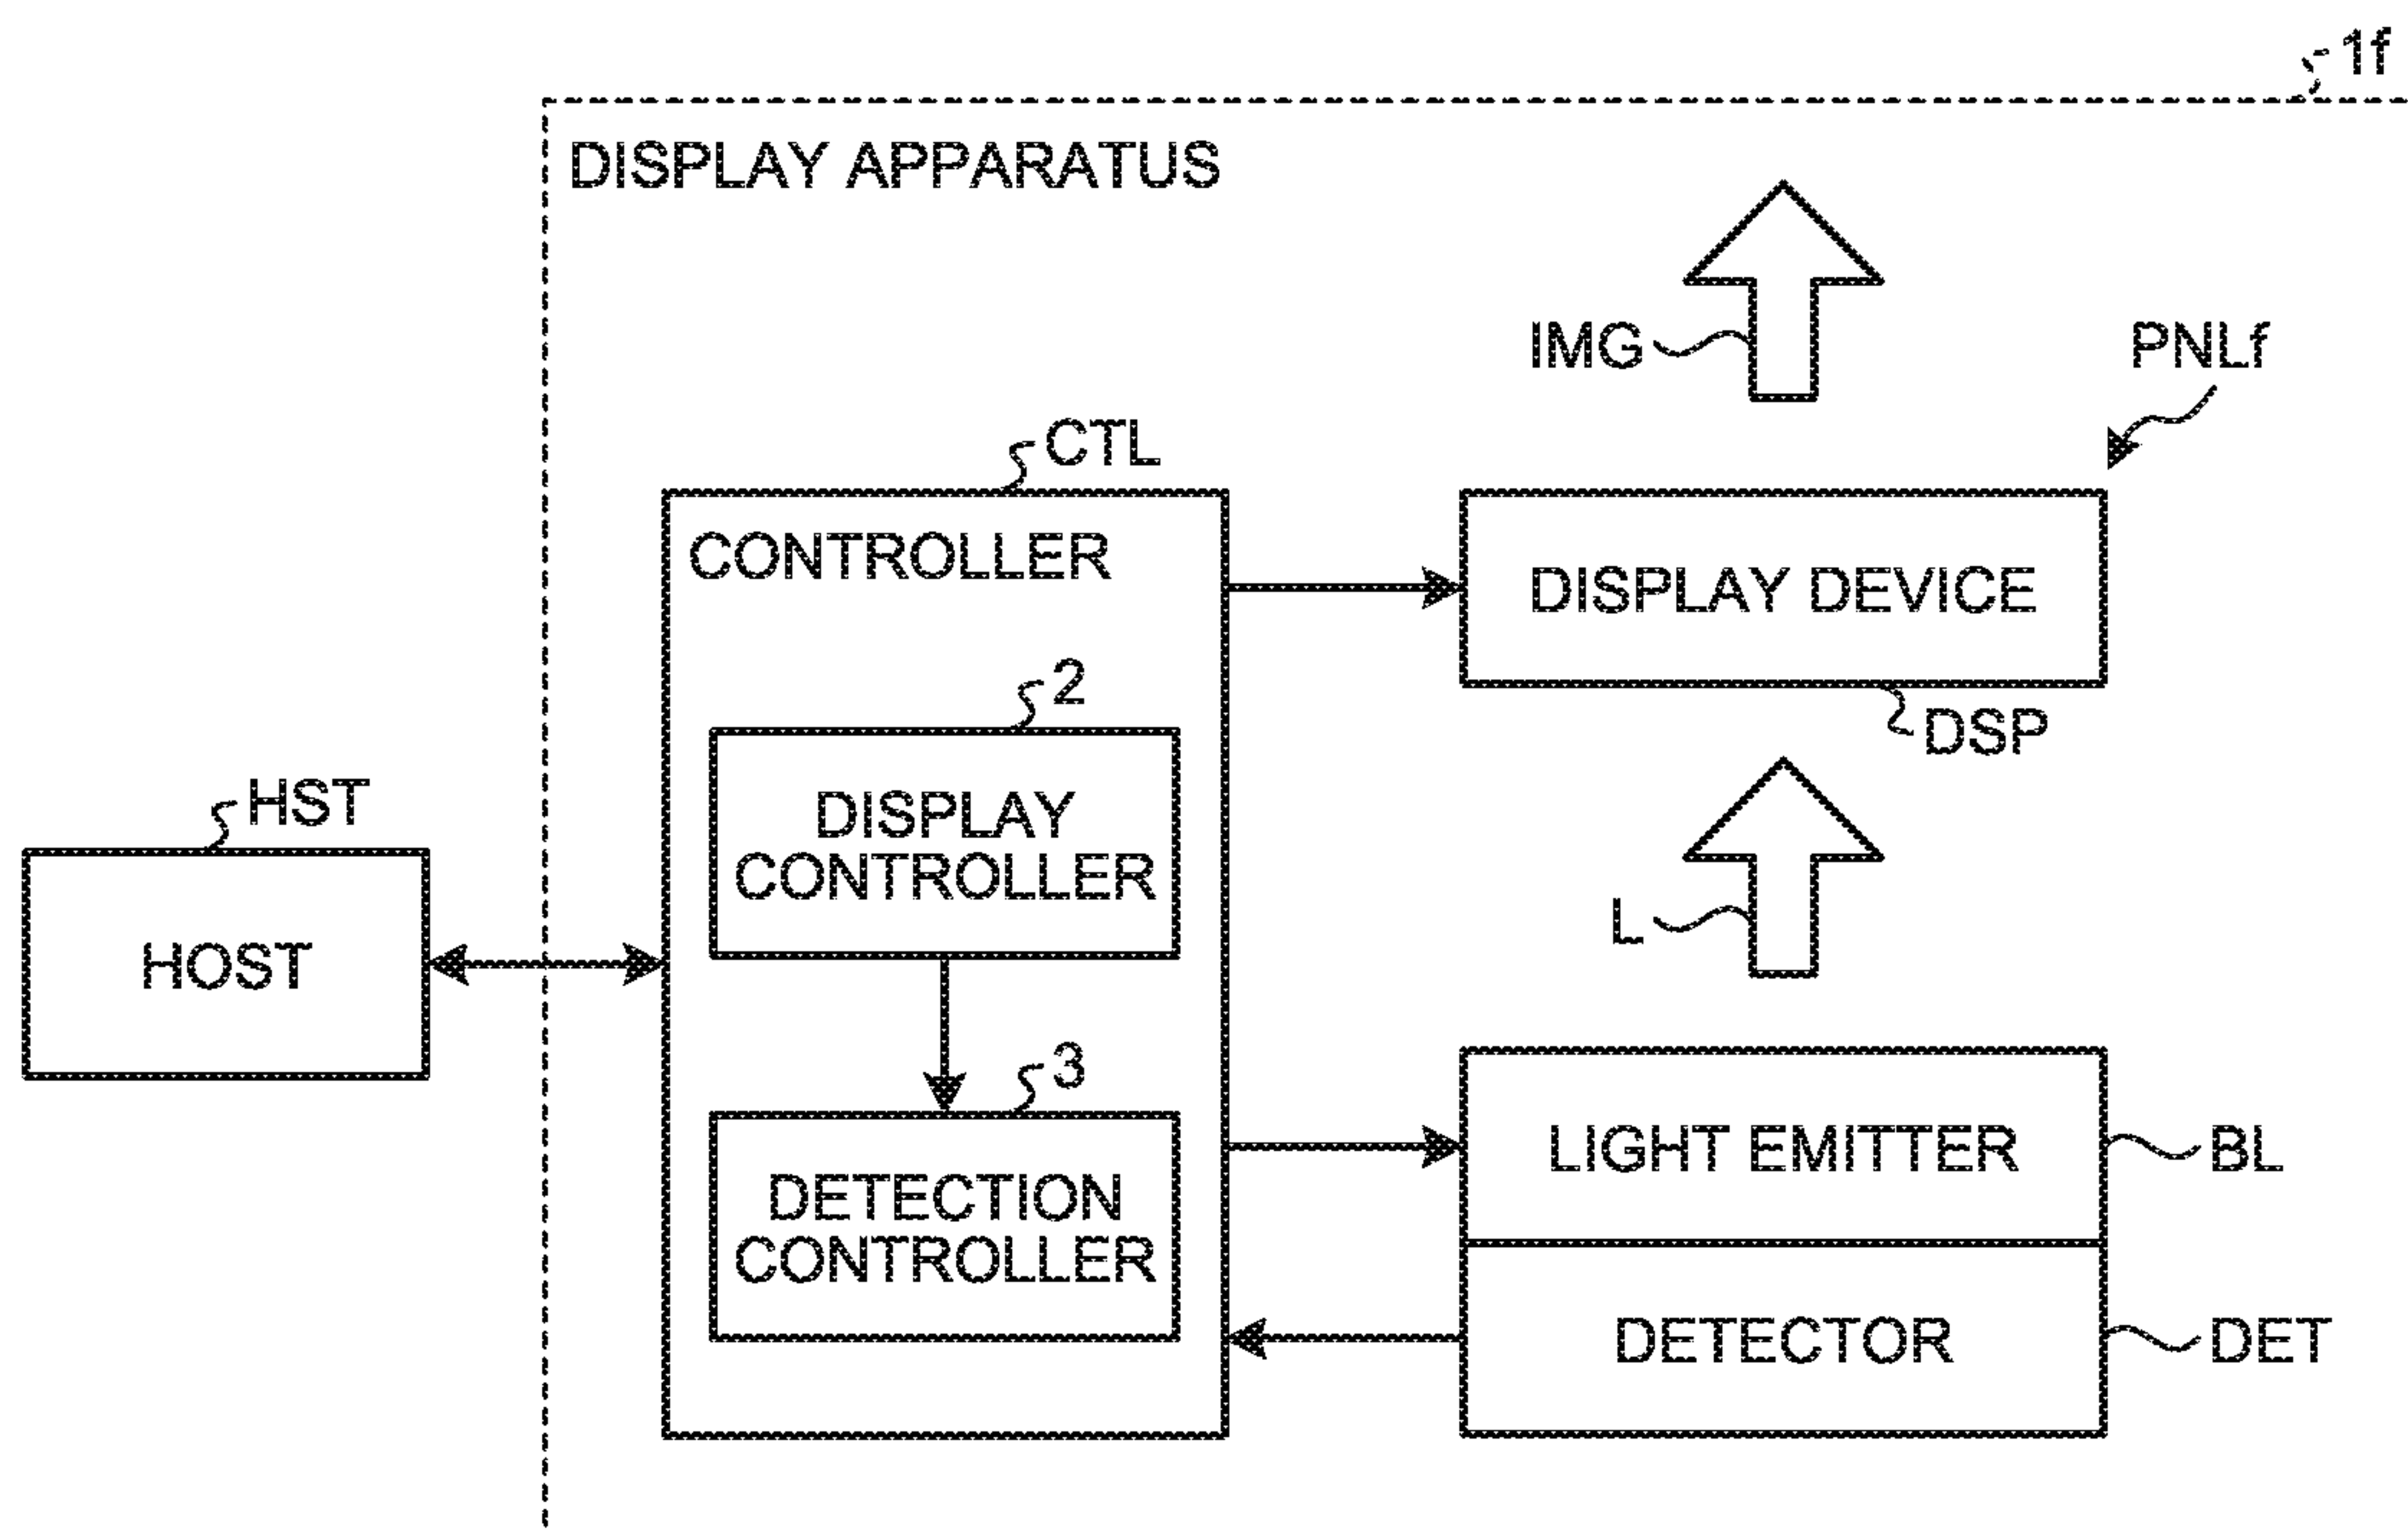 1f
DISPLAY APPARATUS
IMG
PNLf
CTL
CONTROLLER
DISPLAY DEVICE
DSP
2
DISPLAY
CONTROLLER
HST
HOST
L
3
DETECTION
CONTROLLER
LIGHT EMITTER
BL
DETECTOR
DET